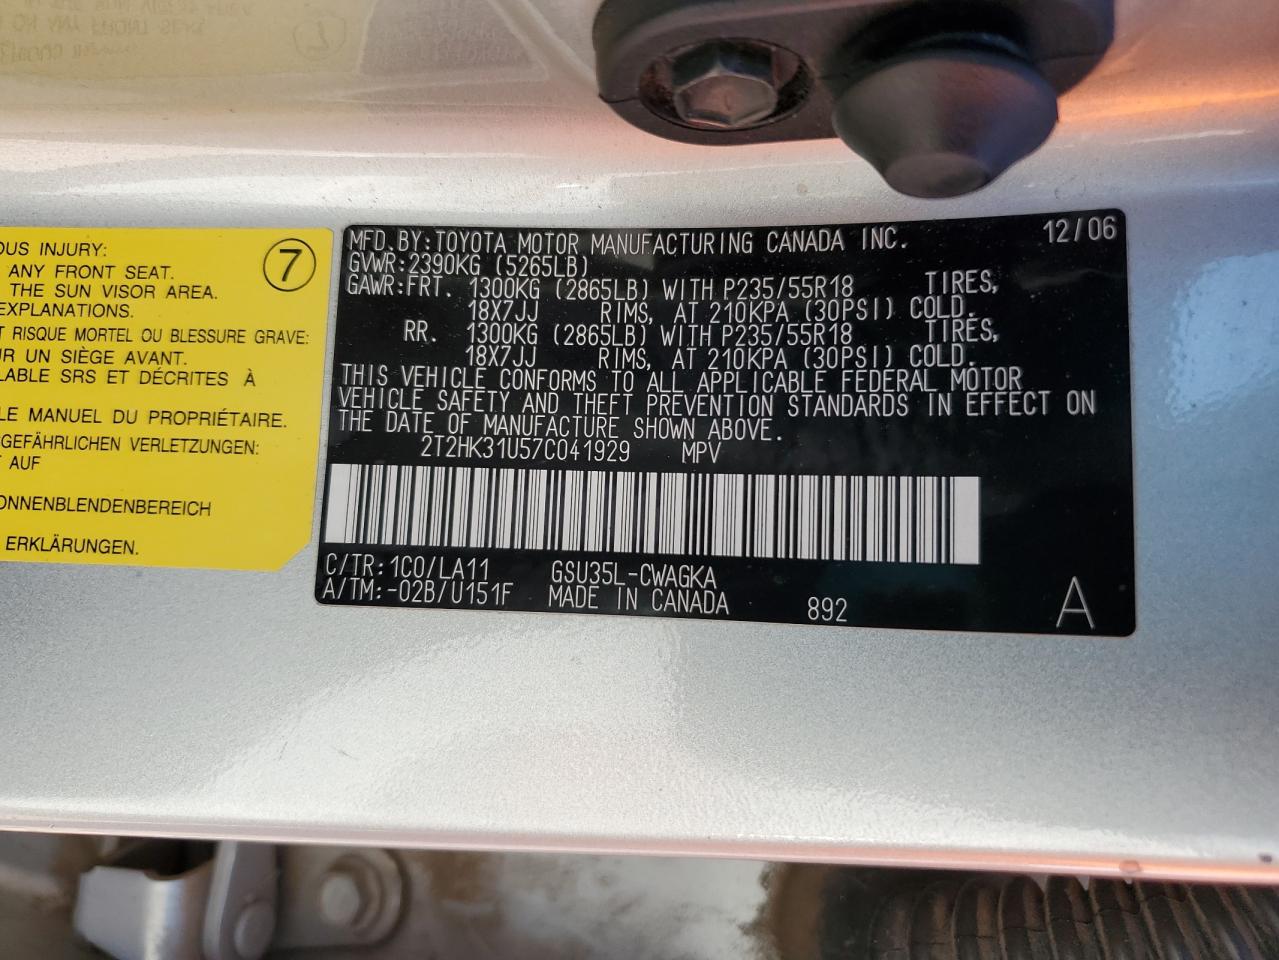 OUS INJURY:
7
ANY FRONT SEAT.
THE SUN VISOR AREA.
EXPLANATIONS.
T RISQUE MORTEL OU BLESSURE GRAVE:
UR UN SIÈGE AVANT.
LABLE SRS ET DÉCRITES À
LE MANUEL DU PROPRIÉTAIRE.
SGEFÄHRLICHEN VERLETZUNGEN:
T AUF
ONNENBLENDENBEREICH
ERKLÄRUNGEN.
MFD.BY:TOYOTA MOTOR MANUFACTURING CANADA INC. 12/06
GVWR:2390KG (5265LB)
GAWR:FRT. 1300KG (2865LB) WITH P235/55R18 TIRES,
18X7JJ RIMS, AT 210KPA (30PSI) COLD.
RR. 1300KG (2865LB) WITH P235/55R18 TIRES,
18X7JJ RIMS, AT 210KPA (30PSI) COLD.
THIS VEHICLE CONFORMS TO ALL APPLICABLE FEDERAL MOTOR
VEHICLE SAFETY AND THEFT PREVENTION STANDARDS IN EFFECT ON
THE DATE OF MANUFACTURE SHOWN ABOVE.
2T2HK31U57C041929 MPV
C/TR:1C0/LA11 GSU35L-CWAGKA
A/TM:-02B/U151F MADE IN CANADA 892 A